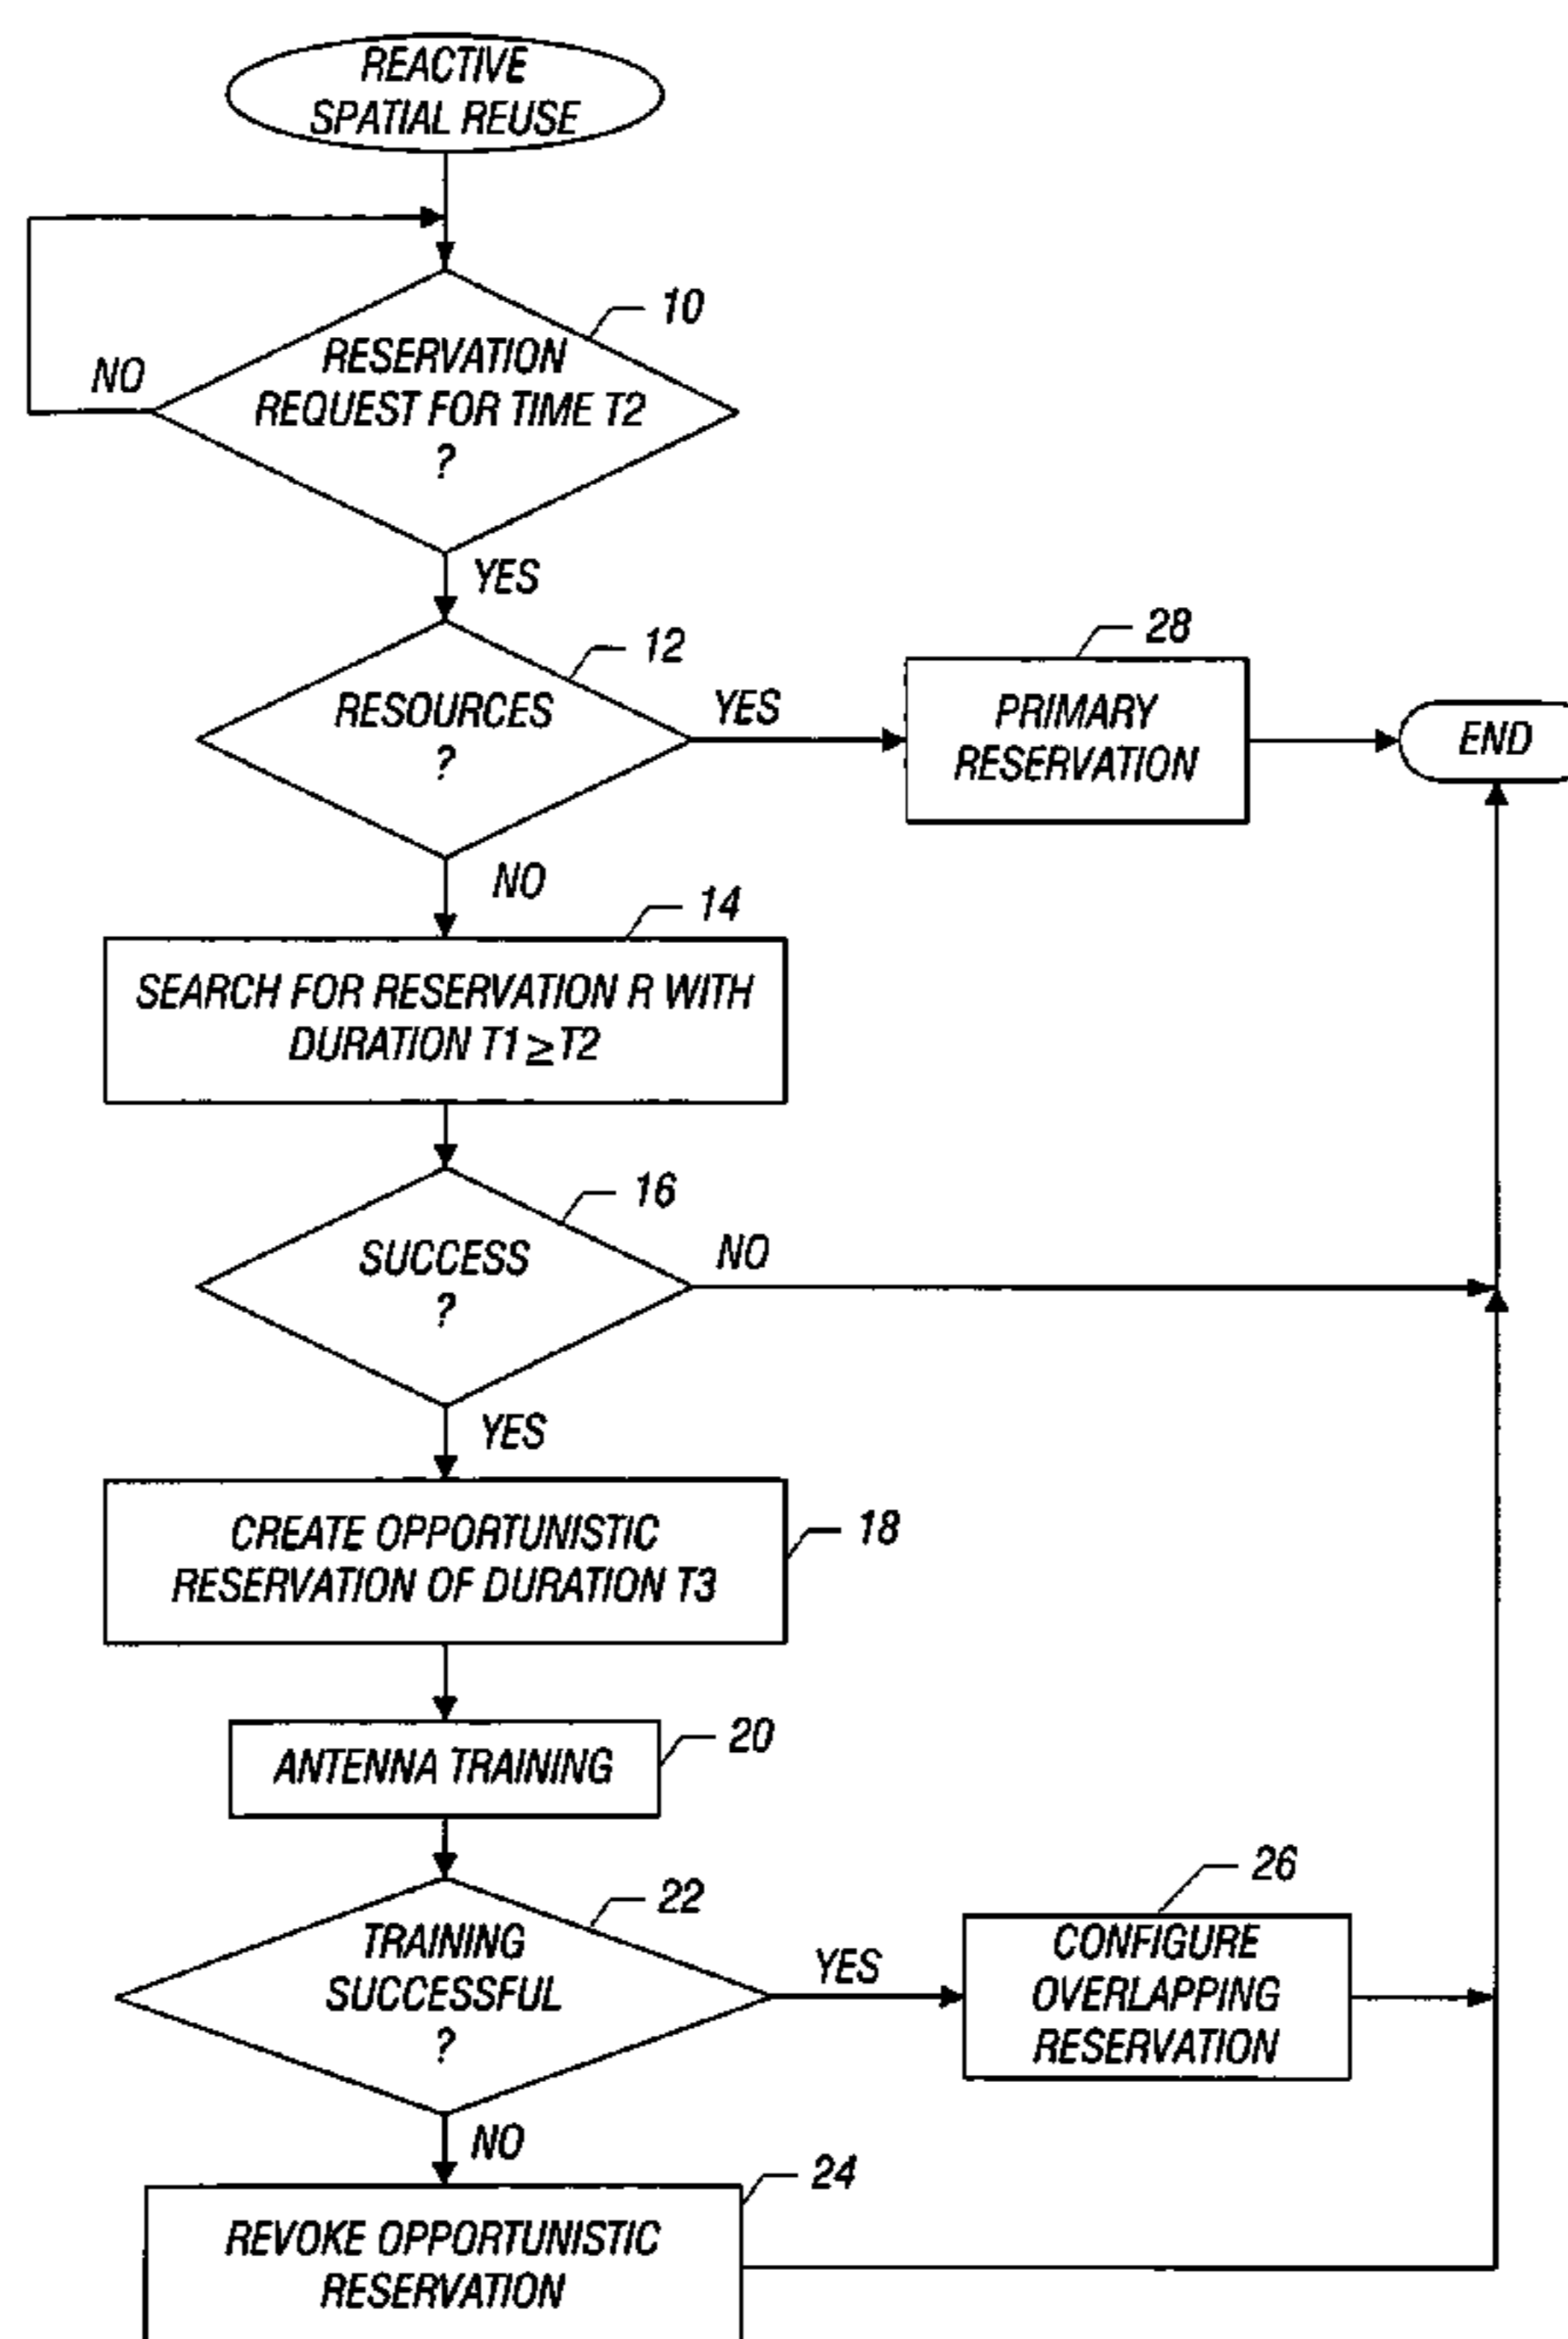 REACTIVE
SPATIAL REUSE
10
RESERVATION
REQUEST FOR TIME T2
?
NO
YES
12
RESOURCES
?
YES
28
PRIMARY
RESERVATION
END
NO
14
SEARCH FOR RESERVATION R WITH
DURATION T1 ≥ T2
16
SUCCESS
?
NO
YES
18
CREATE OPPORTUNISTIC
RESERVATION OF DURATION T3
20
ANTENNA TRAINING
22
TRAINING
SUCCESSFUL
?
YES
26
CONFIGURE
OVERLAPPING
RESERVATION
NO
24
REVOKE OPPORTUNISTIC
RESERVATION